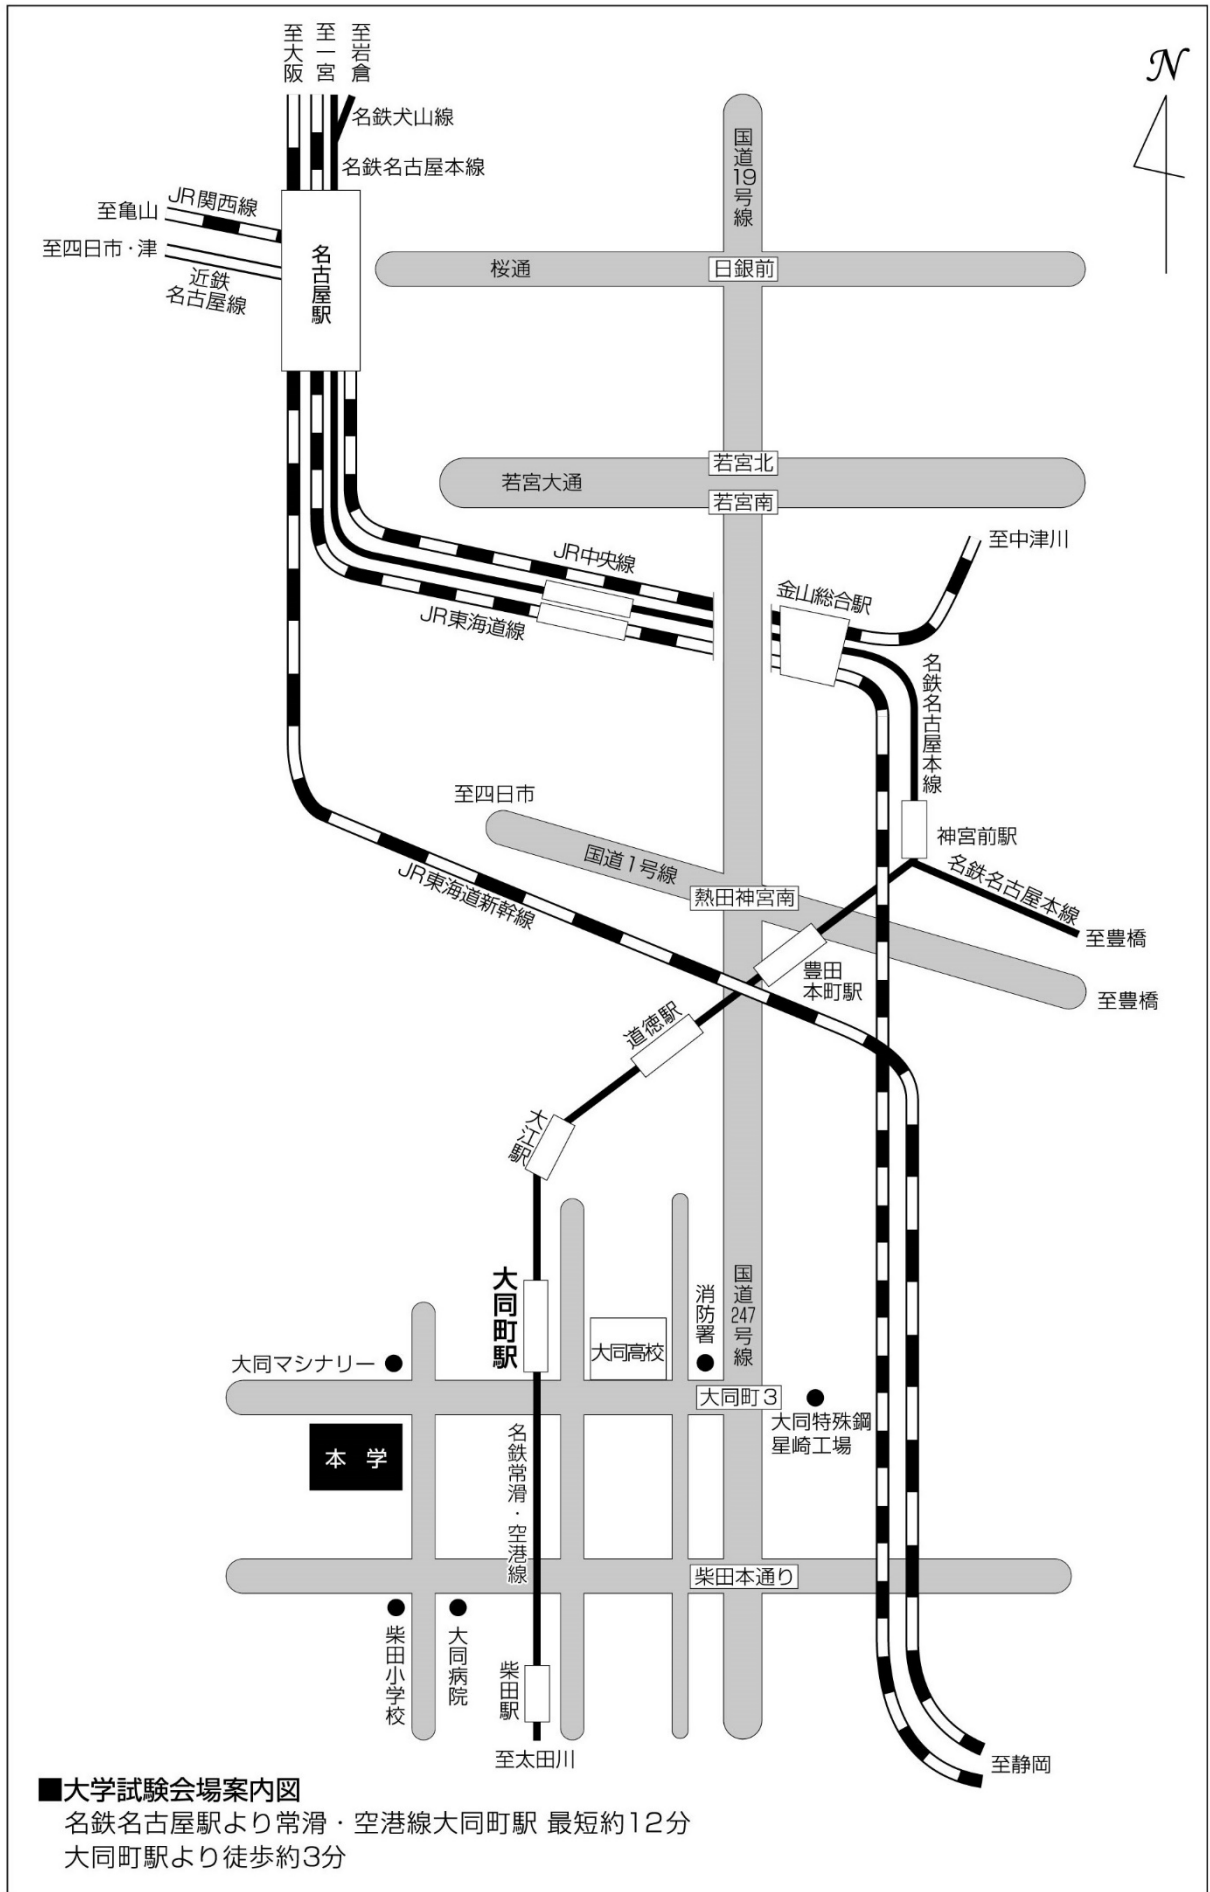 至大阪
至一宮
至岩倉
N
名鉄犬山線
名鉄名古屋本線
国道19号線
JR関西線
至亀山
至四日市・津
近鉄
名古屋線
名古屋駅
桜通
日銀前
若宮大通
若宮北
若宮南
至中津川
JR中央線
金山総合駅
JR東海道線
名鉄名古屋本線
至四日市
国道1号線
神宮前駅
名鉄名古屋本線
JR東海道新幹線
熱田神宮南
至豊橋
豊田
本町駅
至豊橋
道徳駅
大江駅
国道247号線
大同町駅
消防署
大同高校
大同マシナリー
大同町3
大同特殊鋼
星崎工場
本学
名鉄常滑・空港線
柴田本通り
柴田小学校
大同病院
柴田駅
至太田川
至静岡
■大学試験会場案内図
名鉄名古屋駅より常滑・空港線大同町駅 最短約12分
大同町駅より徒歩約3分